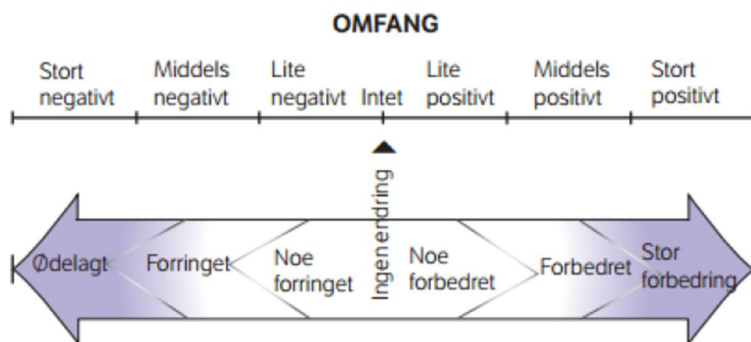 OMFANG
Stort Middels Lite Lite Middels Stort
negativt negativt negativt Intet positivt positivt positivt
Ingen endring
Ødelagt Forringet Noe Noe Forbedret Stor
forringet forbedret forbedring